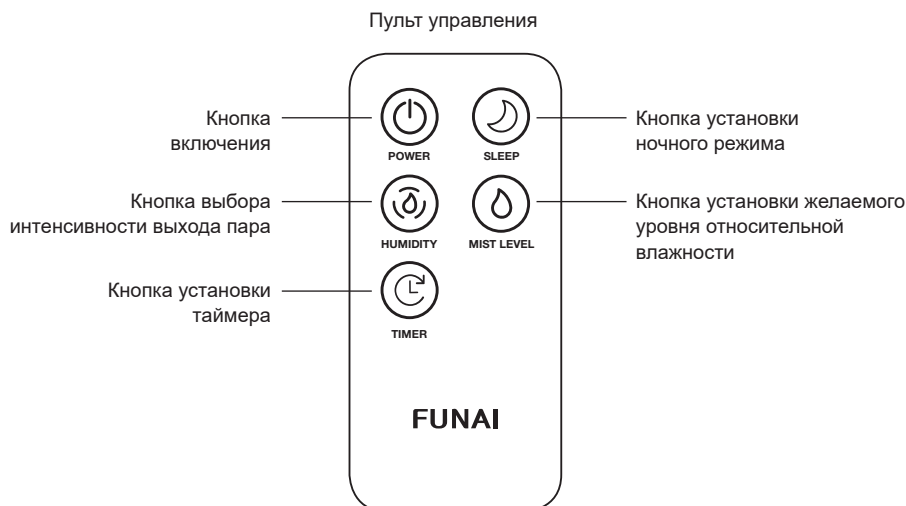 Пульт управления
Кнопка
включения
POWER
SLEEP
Кнопка установки
ночного режима
Кнопка выбора
интенсивности выхода пара
HUMIDITY
MIST LEVEL
Кнопка установки желаемого
уровня относительной
влажности
Кнопка установки
таймера
TIMER
FUNAI